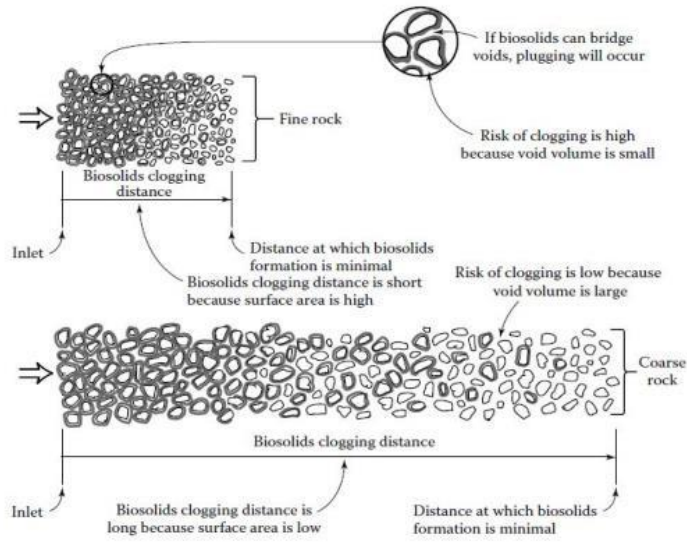 If biosolids can bridge
voids, plugging will occur
Fine rock
Risk of clogging is high
because void volume is small
Biosolids clogging
distance
Inlet
Distance at which biosolids
formation is minimal
Biosolids clogging distance is short
because surface area is high
Risk of clogging is low because
void volume is large
Coarse
rock
Biosolids clogging distance
Inlet
Biosolids clogging distance is
long because surface area is low
Distance at which biosolids
formation is minimal